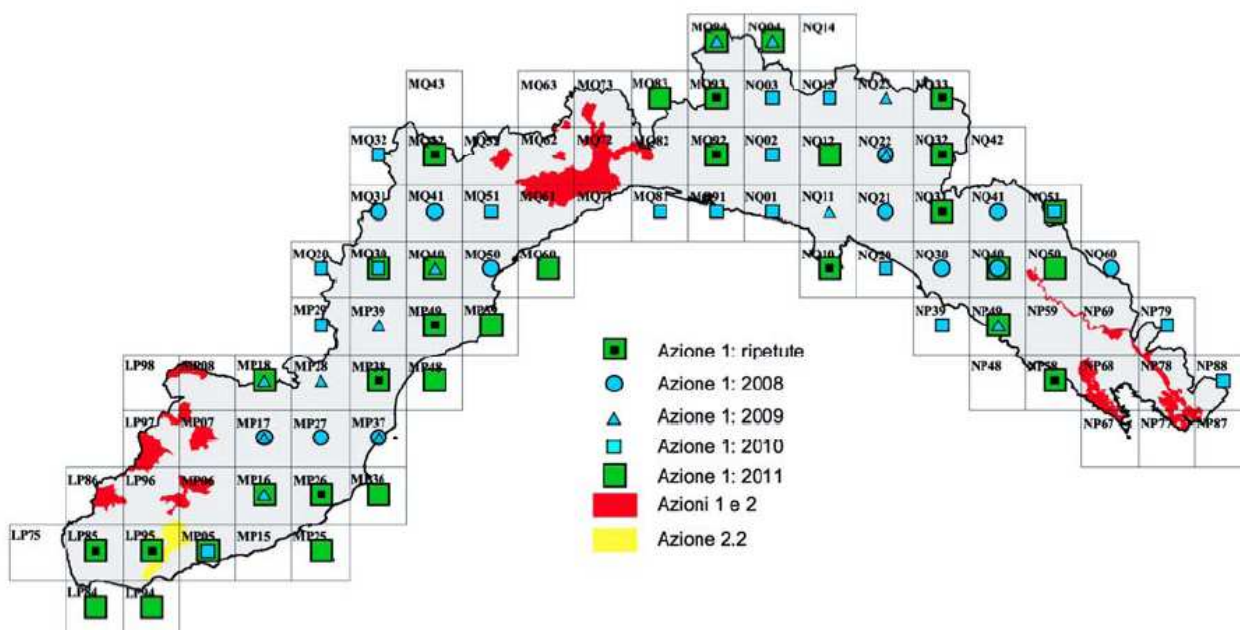 MQ94 NQ04 NQ14
MQ43 MQ63 MQ73 MQ83 MQ93 NQ03 NQ13 NQ23 NQ33
MQ32 MQ42 MQ52 MQ62 MQ72 MQ82 MQ92 NQ02 NQ12 NQ22 NQ32 NQ42
MQ31 MQ41 MQ51 MQ61 MQ71 MQ81 MQ91 NQ01 NQ11 NQ21 NQ31 NQ41 NQ51
MQ20 MQ30 MQ40 MQ50 MQ60 NQ10 NQ20 NQ30 NQ40 NQ50 NQ60
MP29 MP39 MP49 MP59 NP39 NP49 NP59 NP69 NP79
LP98 MP08 MP18 MP28 MP38 MP48 NP48 NP58 NP68 NP78 NP88
LP97 MP07 MP17 MP27 MP37 NP67 NP77 NP87
LP86 LP96 MP06 MP16 MP26 MP36
LP75 LP85 LP95 MP05 MP15 MP25
LP84 LP94
Azione 1: ripetute
Azione 1: 2008
Azione 1: 2009
Azione 1: 2010
Azione 1: 2011
Azioni 1 e 2
Azione 2.2